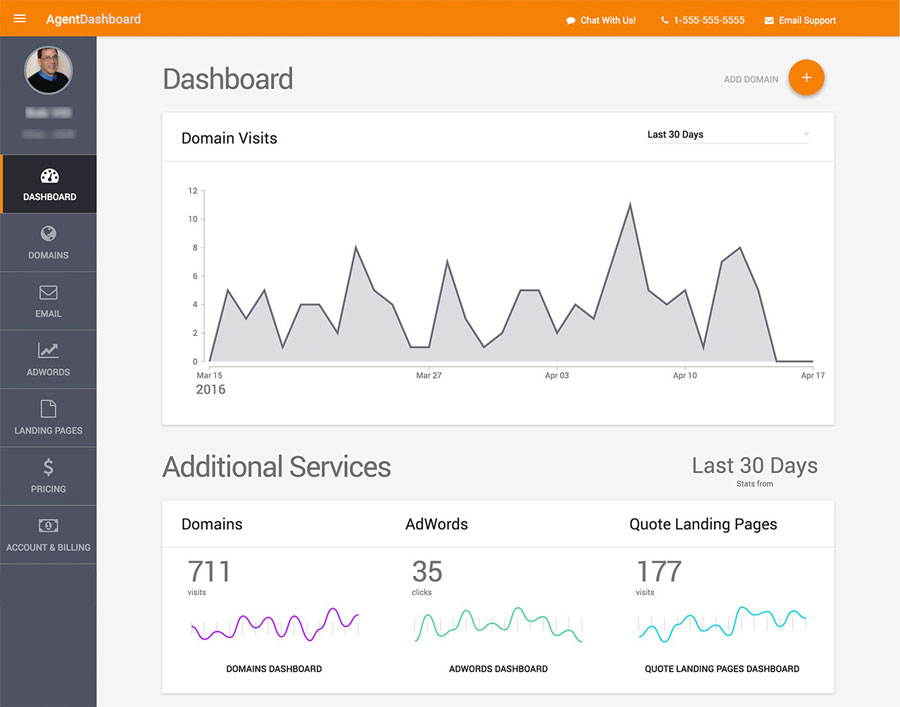 AgentDashboard
Chat With Us!
1-555-555-5555
Email Support
DASHBOARD
DOMAINS
EMAIL
ADWORDS
LANDING PAGES
PRICING
ACCOUNT & BILLING
Dashboard
ADD DOMAIN
Domain Visits
Last 30 Days
12
10
8
6
4
2
0
Mar 15
Mar 27
Apr 03
Apr 10
Apr 17
2016
Additional Services
Last 30 Days
Stats from
Domains
AdWords
Quote Landing Pages
711
visits
35
clicks
177
visits
DOMAINS DASHBOARD
ADWORDS DASHBOARD
QUOTE LANDING PAGES DASHBOARD